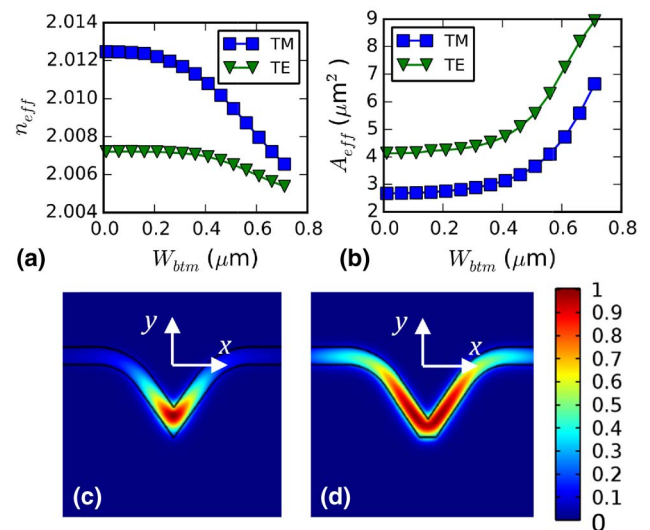 2.014
2.012
2.010
2.008
2.006
2.004
n_eff
TM
TE
0.0 0.2 0.4 0.6 0.8
W_btm (μm)
(a)
9
8
7
6
5
4
3
2
A_eff (μm²)
TM
TE
0.0 0.2 0.4 0.6 0.8
W_btm (μm)
(b)
y
x
(c)
y
x
(d)
1
0.9
0.8
0.7
0.6
0.5
0.4
0.3
0.2
0.1
0